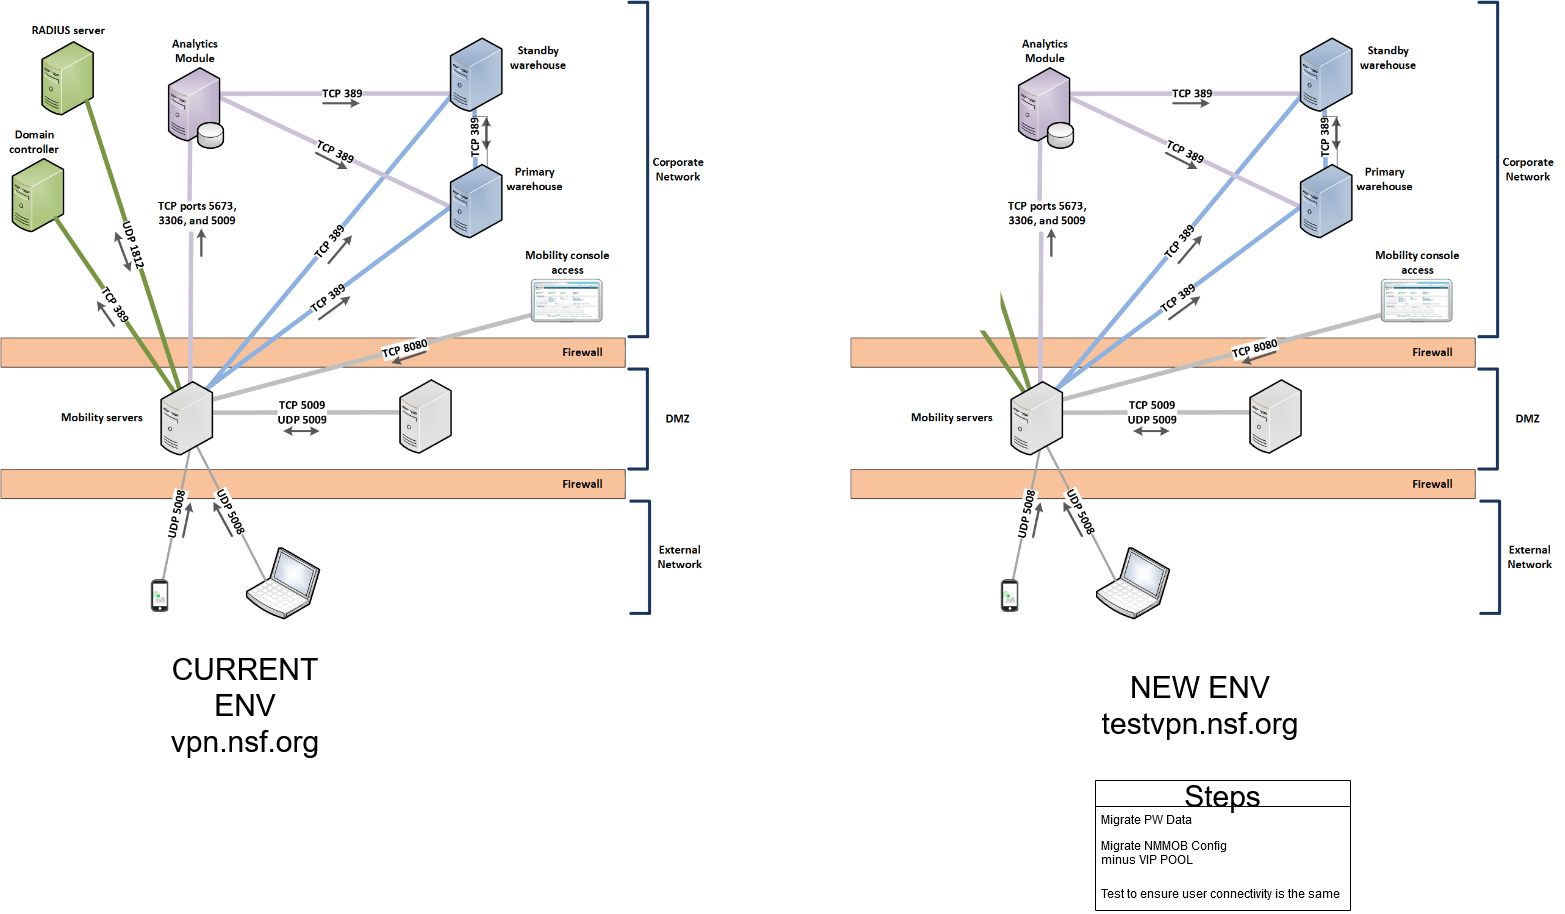 RADIUS server
Analytics
Module
Standby
warehouse
TCP 389
TCP 389
TCP 389
Domain
controller
Primary
warehouse
Corporate
Network
TCP ports 5673,
3306, and 5009
UDP 1812
TCP 389
TCP 389
TCP 389
Mobility console
access
TCP 8080
Firewall
Mobility servers
TCP 5009
UDP 5009
DMZ
Firewall
UDP 5008
UDP 5008
External
Network
CURRENT
ENV
vpn.nsf.org
Analytics
Module
Standby
warehouse
TCP 389
TCP 389
TCP 389
Primary
warehouse
Corporate
Network
TCP ports 5673,
3306, and 5009
TCP 389
TCP 389
Mobility console
access
TCP 8080
Firewall
Mobility servers
TCP 5009
UDP 5009
DMZ
Firewall
UDP 5008
UDP 5008
External
Network
NEW ENV
testvpn.nsf.org
Steps
Migrate PW Data
Migrate NMMOB Config
minus VIP POOL
Test to ensure user connectivity is the same